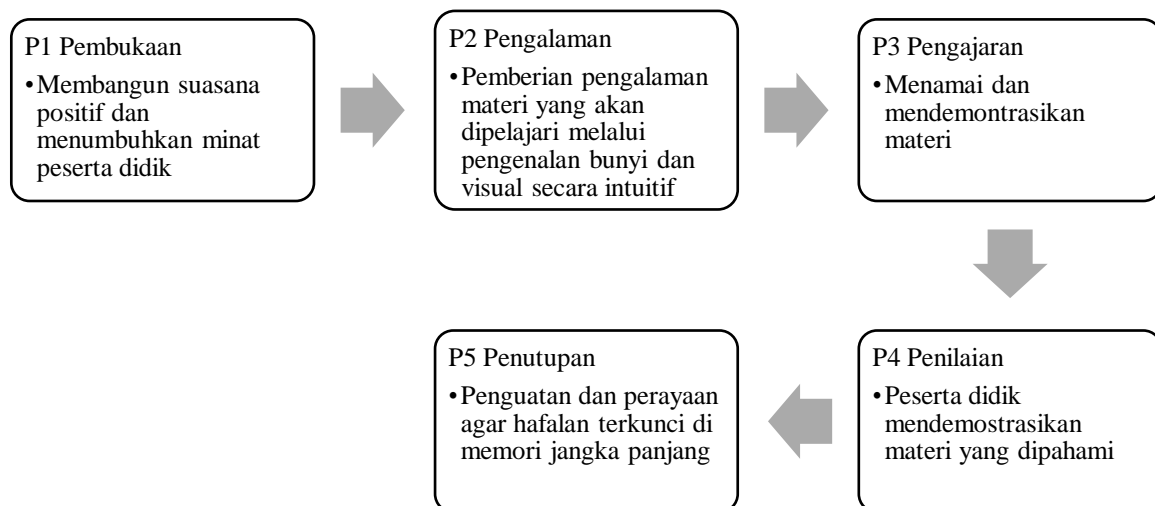 P1 Pembukaan
•Membangun suasana
positif dan
menumbuhkan minat
peserta didik
P2 Pengalaman
•Pemberian pengalaman
materi yang akan
dipelajari melalui
pengenalan bunyi dan
visual secara intuitif
P3 Pengajaran
•Menamai dan
mendemontrasikan
materi
P4 Penilaian
•Peserta didik
mendemostrasikan
materi yang dipahami
P5 Penutupan
•Penguatan dan perayaan
agar hafalan terkunci di
memori jangka panjang